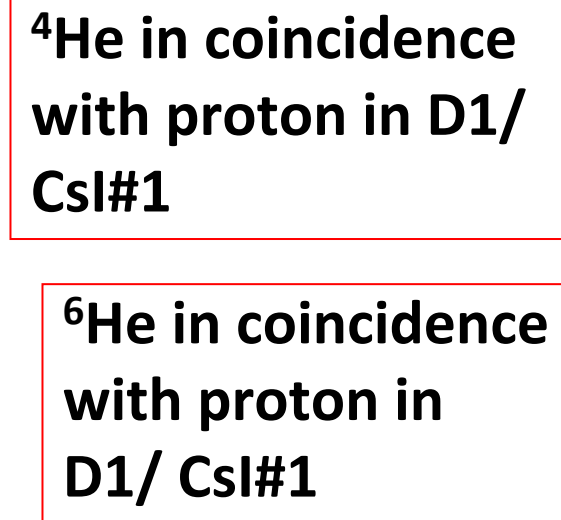 ⁴He in coincidence
with proton in D1/
CsI#1
⁶He in coincidence
with proton in
D1/ CsI#1